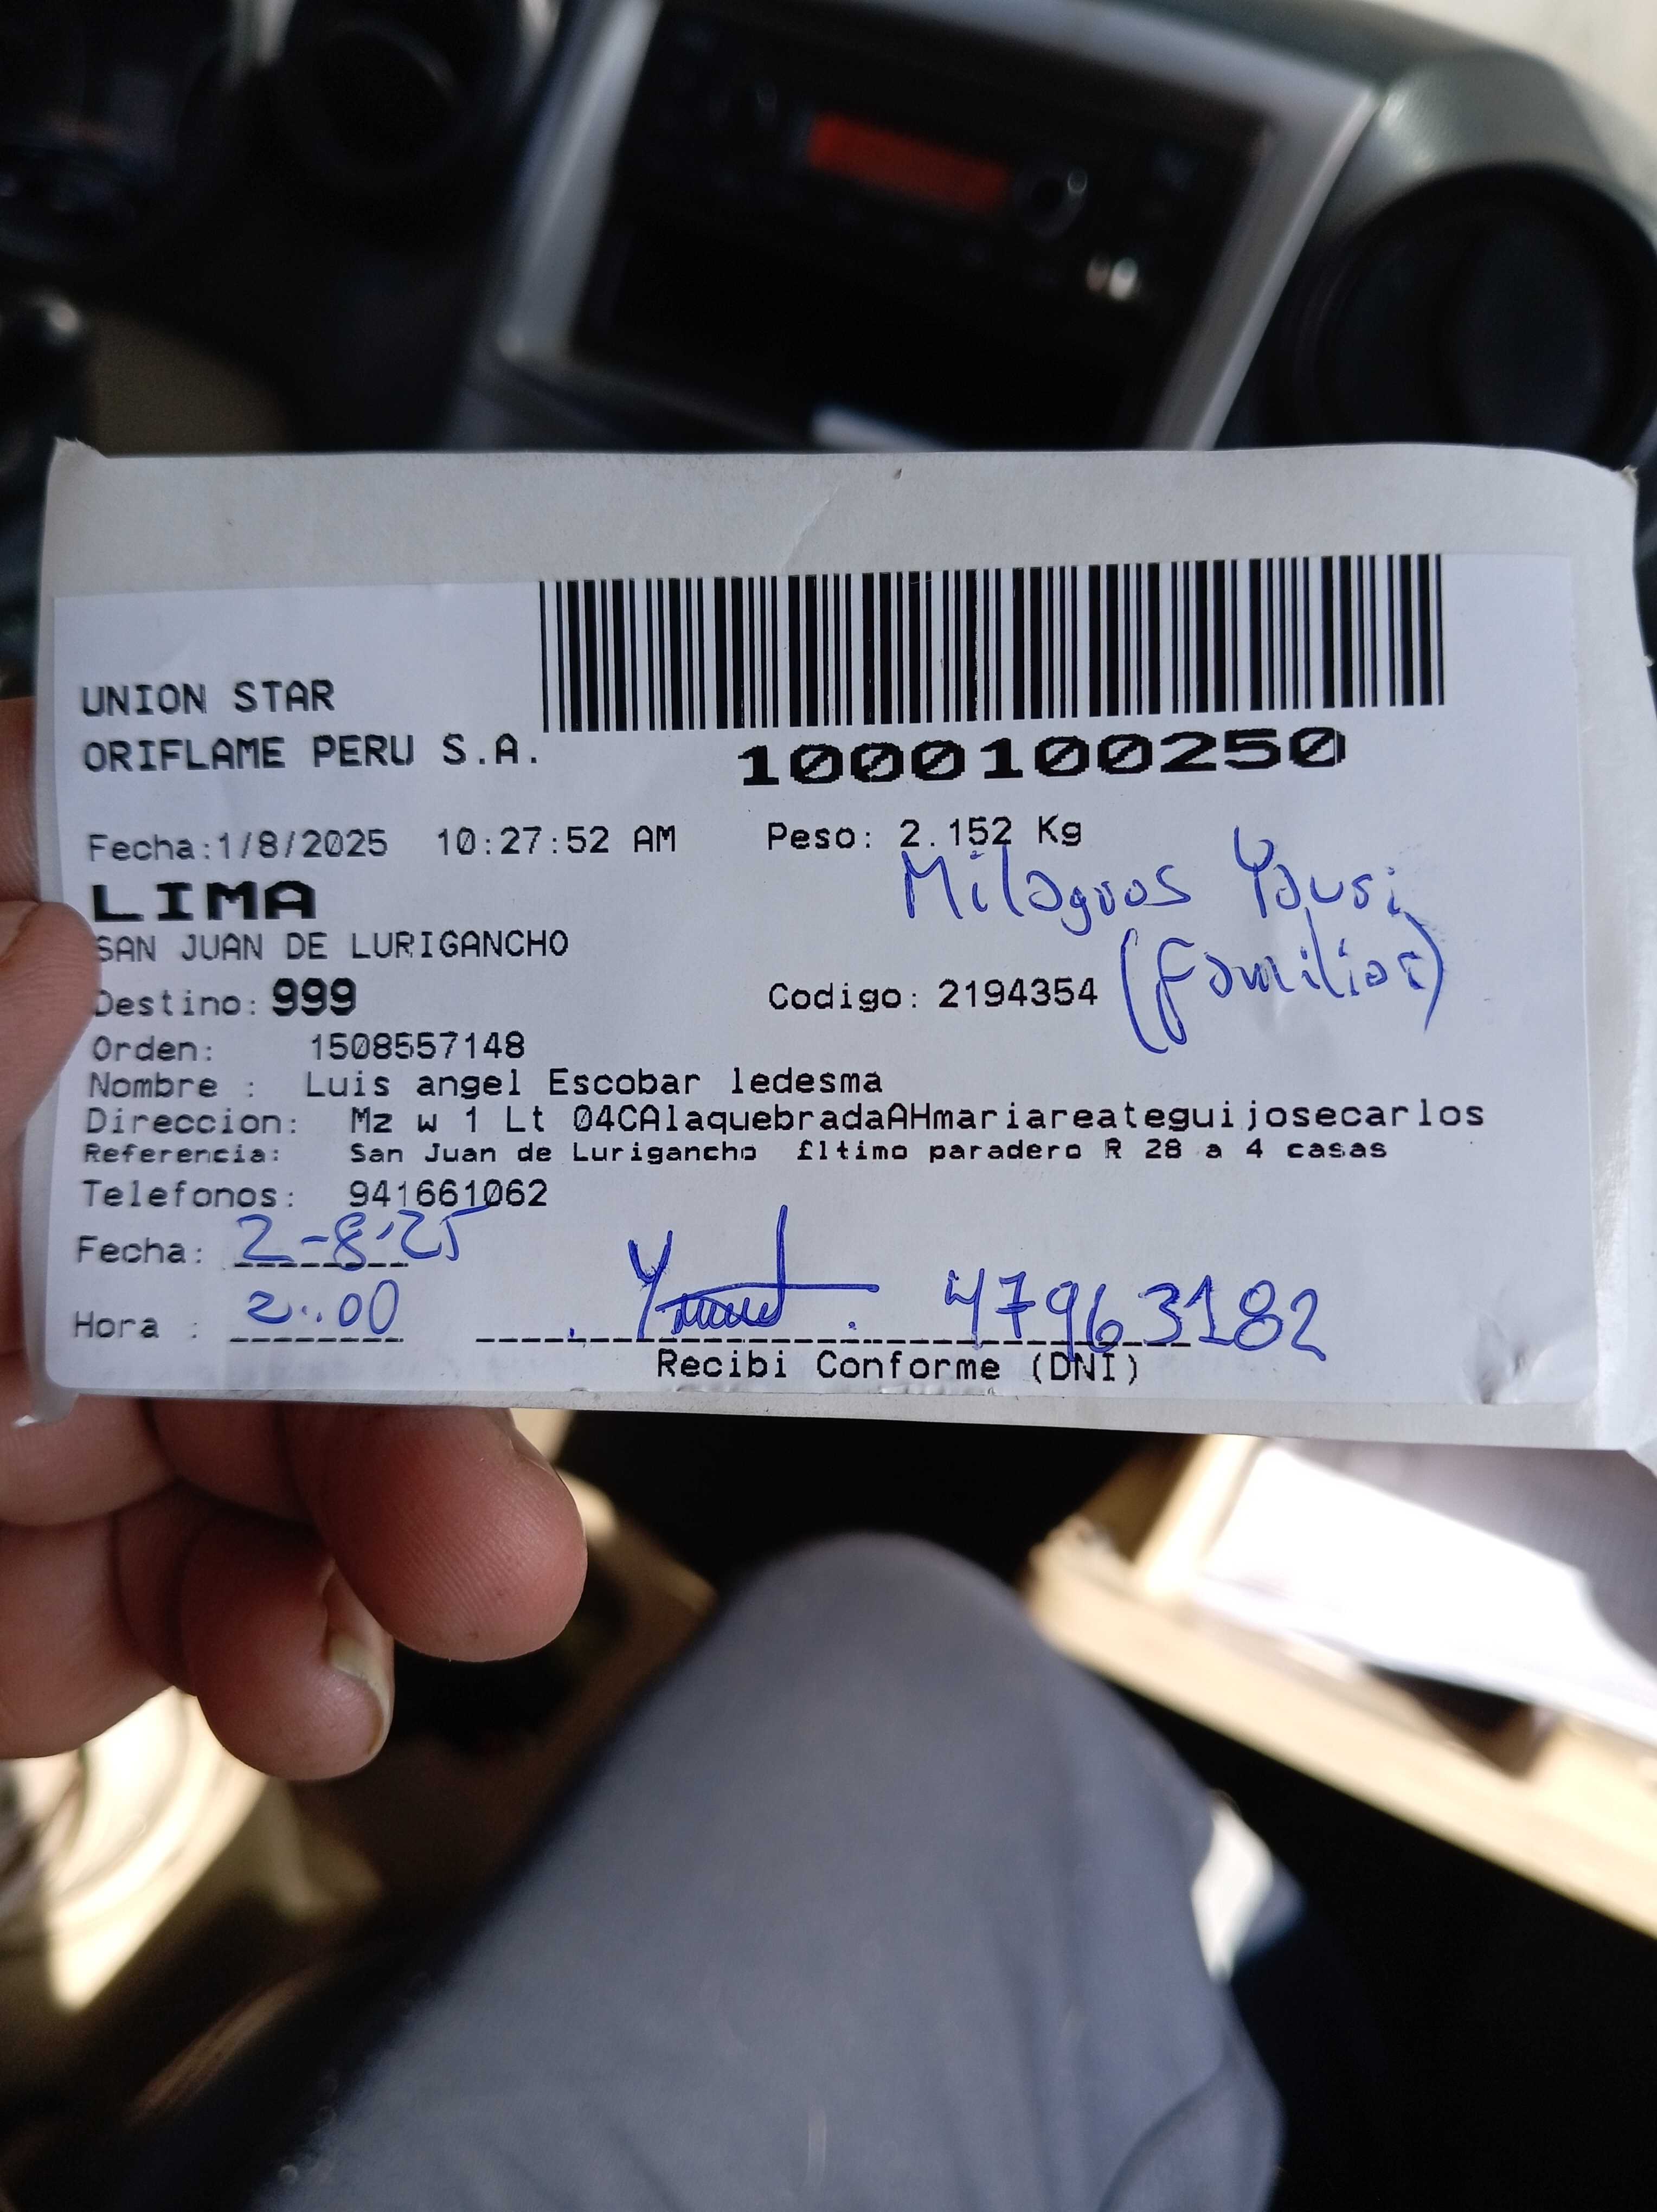 UNION STAR
ORIFLAME PERU S.A.
1000100250
Fecha:1/8/2025 10:27:52 AM Peso: 2.152 Kg
LIMA
Milagros Yauri
SAN JUAN DE LURIGANCHO
(familiar)
Destino: 999 Codigo: 2194354
Orden: 1508557148
Nombre : Luis angel Escobar ledesma
Direccion: Mz w 1 Lt 04CAlaquebradaAHmariareateguijosecarlos
Referencia: San Juan de Lurigancho £ltimo paradero R 28 a 4 casas
Telefonos: 941661062
Fecha: 2-8-25
Hora : 2:00 47963182
Recibi Conforme (DNI)